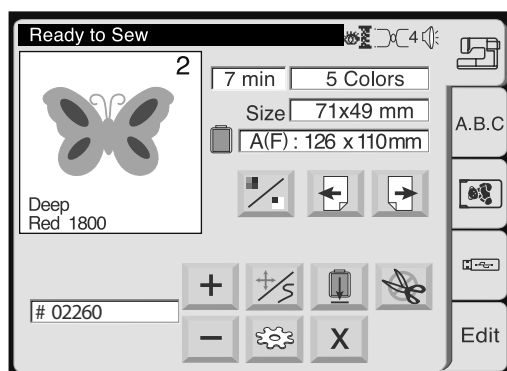 Ready to Sew
4
2
7 min
5 Colors
Size
71x49 mm
A(F) : 126 x 110mm
A.B.C
Deep
Red 1800
# 02260
+
−
X
Edit